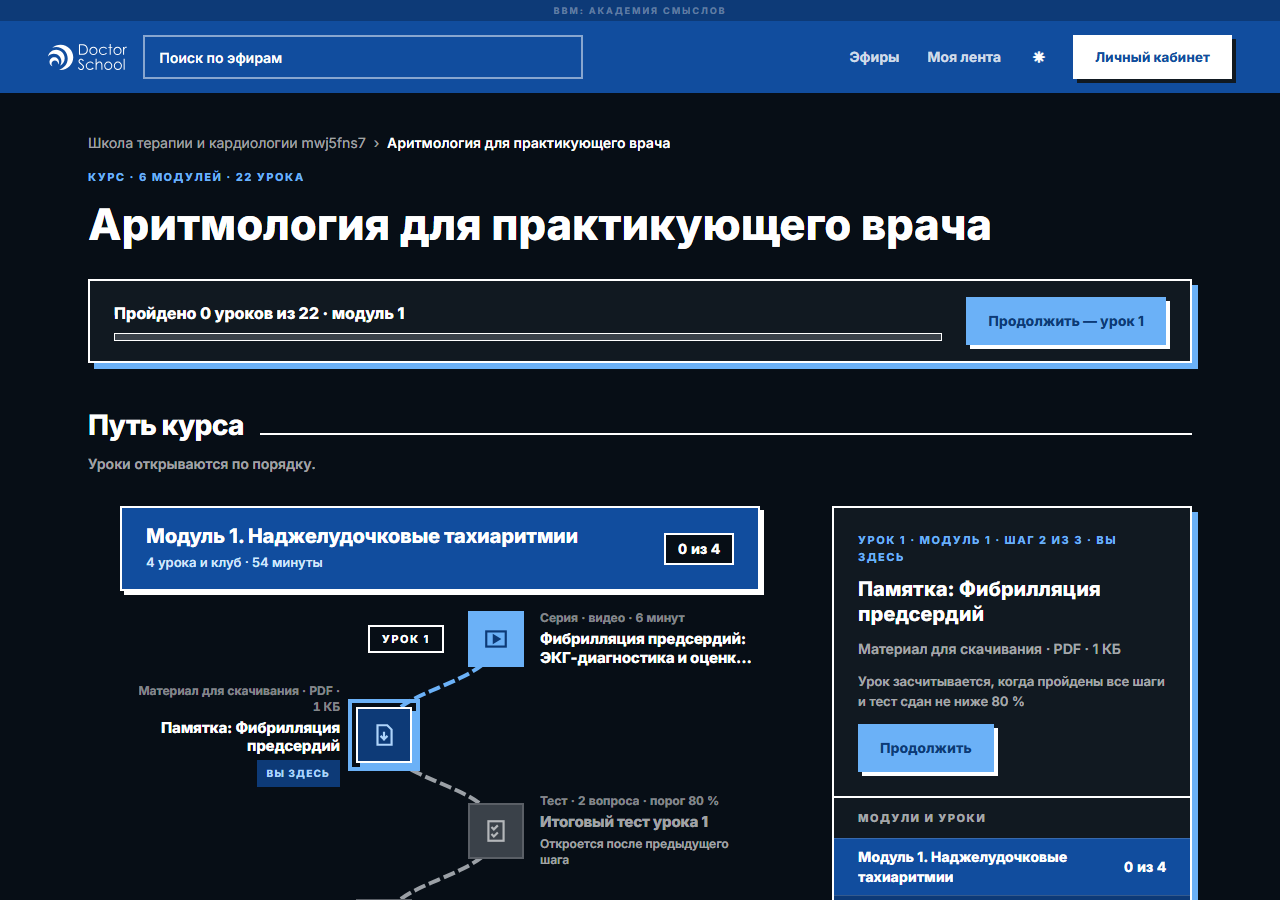 ВВМ: АКАДЕМИЯ СМЫСЛОВ
Doctor
School
Поиск по эфирам
Эфиры
Моя лента
Личный кабинет
Школа терапии и кардиологии mwj5fns7 › Аритмология для практикующего врача
КУРС · 6 МОДУЛЕЙ · 22 УРОКА
Аритмология для практикующего врача
Пройдено 0 уроков из 22 · модуль 1
Продолжить — урок 1
Путь курса
Уроки открываются по порядку.
Модуль 1. Наджелудочковые тахиаритмии
4 урока и клуб · 54 минуты
0 из 4
УРОК 1
Серия · видео · 6 минут
Фибрилляция предсердий:
ЭКГ-диагностика и оценк…
Материал для скачивания · PDF ·
1 КБ
Памятка: Фибрилляция
предсердий
ВЫ ЗДЕСЬ
Тест · 2 вопроса · порог 80 %
Итоговый тест урока 1
Откроется после предыдущего
шага
УРОК 1 · МОДУЛЬ 1 · ШАГ 2 ИЗ 3 · ВЫ
ЗДЕСЬ
Памятка: Фибрилляция
предсердий
Материал для скачивания · PDF · 1 КБ
Урок засчитывается, когда пройдены все шаги
и тест сдан не ниже 80 %
Продолжить
МОДУЛИ И УРОКИ
Модуль 1. Наджелудочковые
тахиаритмии
0 из 4